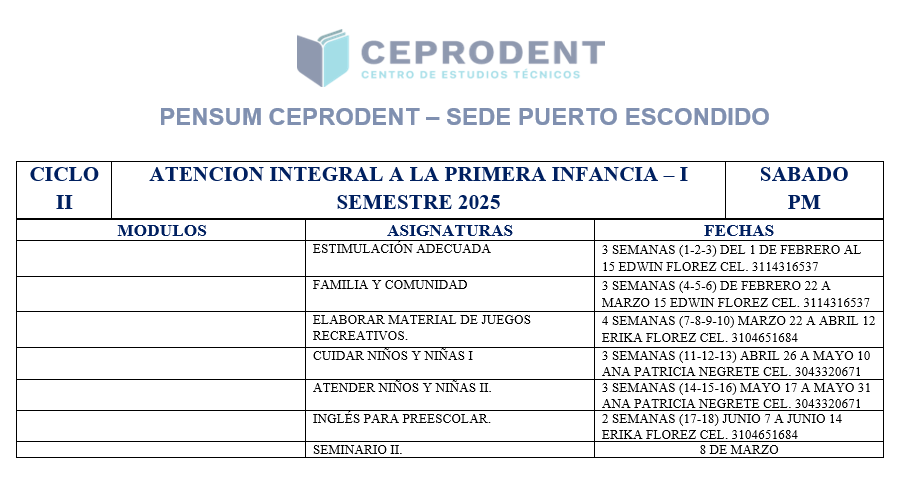 CEPRODENT
CENTRO DE ESTUDIOS TÉCNICOS
PENSUM CEPRODENT – SEDE PUERTO ESCONDIDO
CICLO II
ATENCION INTEGRAL A LA PRIMERA INFANCIA – I
SEMESTRE 2025
SABADO
PM
MODULOS
ASIGNATURAS
FECHAS
ESTIMULACIÓN ADECUADA
3 SEMANAS (1-2-3) DEL 1 DE FEBRERO AL
15 EDWIN FLOREZ CEL. 3114316537
FAMILIA Y COMUNIDAD
3 SEMANAS (4-5-6) DE FEBRERO 22 A
MARZO 15 EDWIN FLOREZ CEL. 3114316537
ELABORAR MATERIAL DE JUEGOS
RECREATIVOS.
4 SEMANAS (7-8-9-10) MARZO 22 A ABRIL 12
ERIKA FLOREZ CEL. 3104651684
CUIDAR NIÑOS Y NIÑAS I
3 SEMANAS (11-12-13) ABRIL 26 A MAYO 10
ANA PATRICIA NEGRETE CEL. 3043320671
ATENDER NIÑOS Y NIÑAS II.
3 SEMANAS (14-15-16) MAYO 17 A MAYO 31
ANA PATRICIA NEGRETE CEL. 3043320671
INGLÉS PARA PREESCOLAR.
2 SEMANAS (17-18) JUNIO 7 A JUNIO 14
ERIKA FLOREZ CEL. 3104651684
SEMINARIO II.
8 DE MARZO